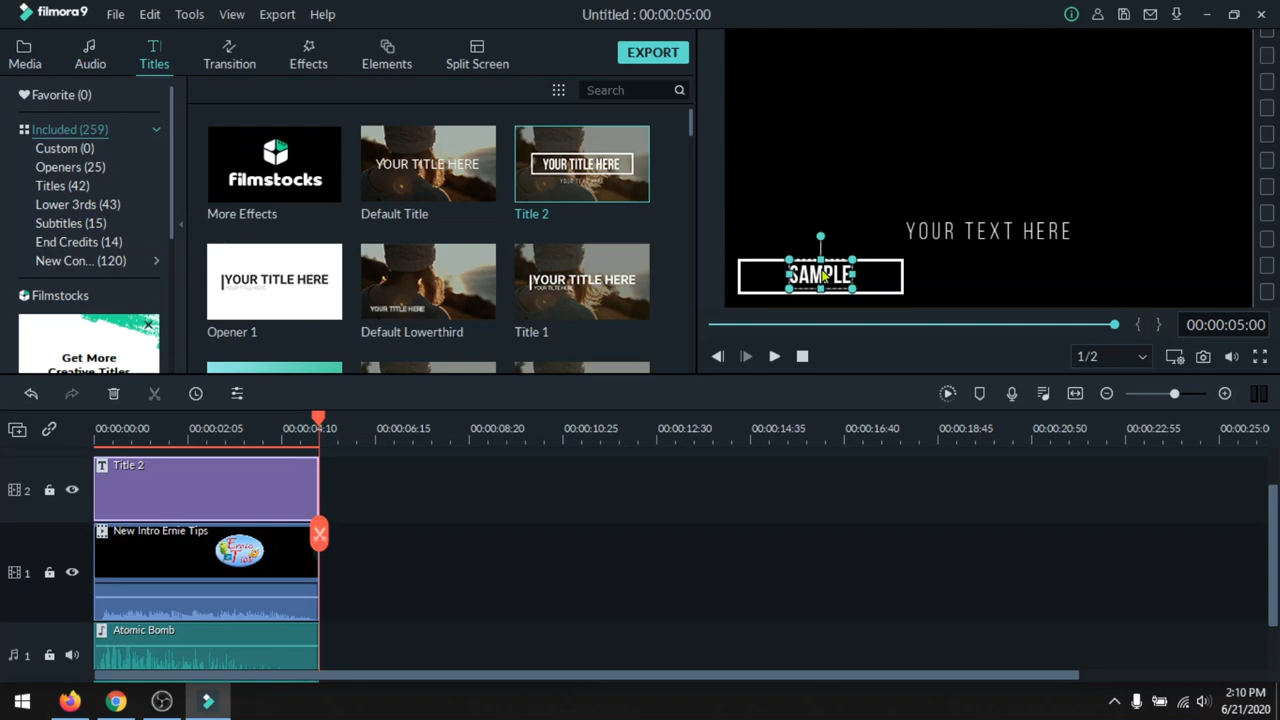 filmora9
File Edit Tools View Export Help
Untitled : 00:00:05:00
Media Audio Titles Transition Effects Elements Split Screen
EXPORT
Favorite (0)
Included (259)
Custom (0)
Openers (25)
Titles (42)
Lower 3rds (43)
Subtitles (15)
End Credits (14)
New Con... (120)
Filmstocks
Get More
Creative Titles
Search
filmstocks
YOUR TITLE HERE
YOUR TITLE HERE
More Effects
Default Title
Title 2
YOUR TITLE HERE
YOUR TITLE HERE
YOUR TITLE HERE
Opener 1
Default Lowerthird
Title 1
YOUR TEXT HERE
SAMPLE
00:00:05:00
1/2
00:00:00:00 00:00:02:05 00:00:04:10 00:00:06:15 00:00:08:20 00:00:10:25 00:00:12:30 00:00:14:35 00:00:16:40 00:00:18:45 00:00:20:50 00:00:22:55 00:00:25:0
2
T Title 2
1
New Intro Ernie Tips
Ernie
Tips
1
Atomic Bomb
2:10 PM
6/21/2020